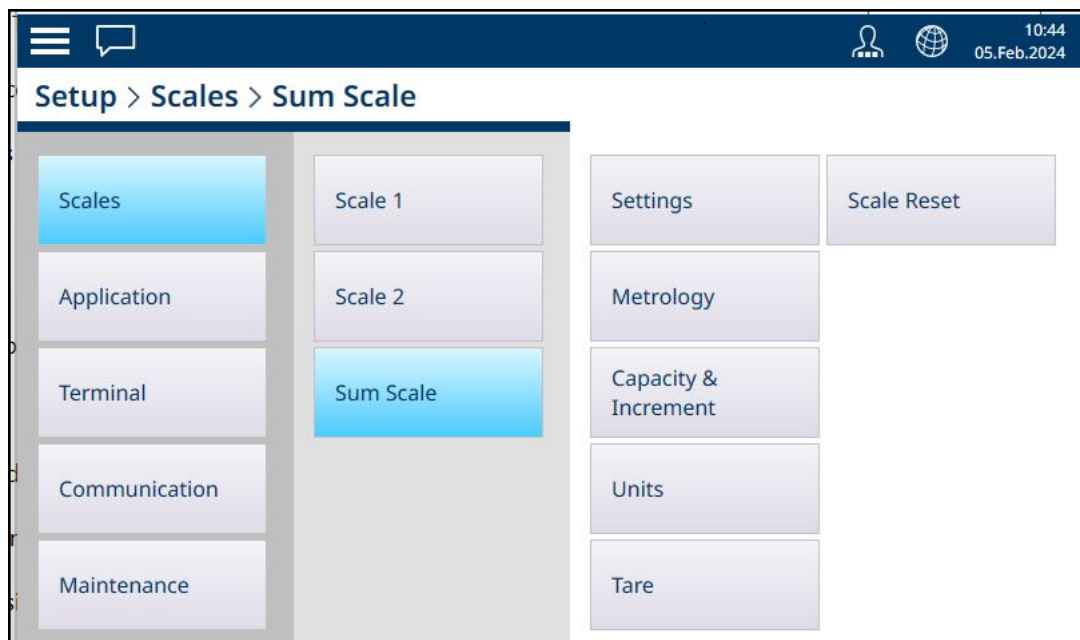 10:44
05.Feb.2024
Setup > Scales > Sum Scale
Scales
Scale 1
Settings
Scale Reset
Application
Scale 2
Metrology
Terminal
Sum Scale
Capacity &
Increment
Communication
Units
Maintenance
Tare